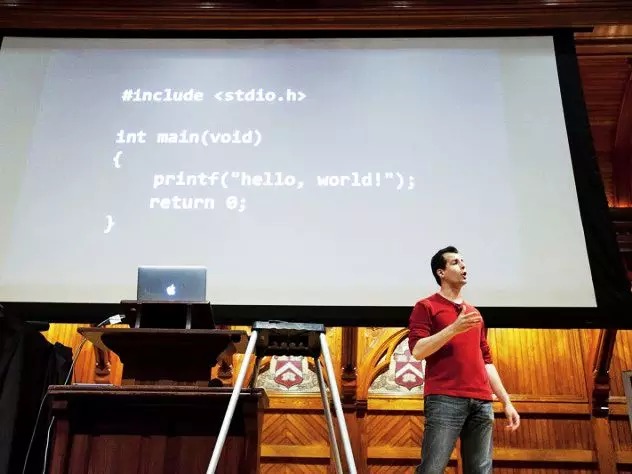 #include <stdio.h>
int main(void)
{
printf("hello, world!");
return 0;
}